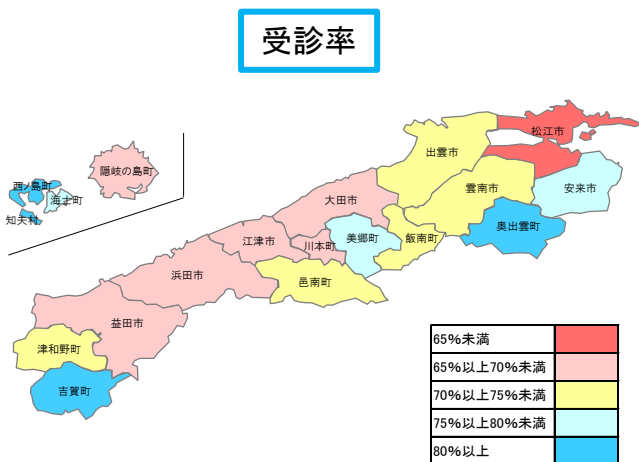 受診率
松江市
出雲市
隠岐の島町
西ノ島町
海士町
知夫村
雲南市
安来市
大田市
奥出雲町
飯南町
美郷町
江津市
川本町
浜田市
邑南町
益田市
津和野町
吉賀町
65%未満
65%以上70%未満
70%以上75%未満
75%以上80%未満
80%以上